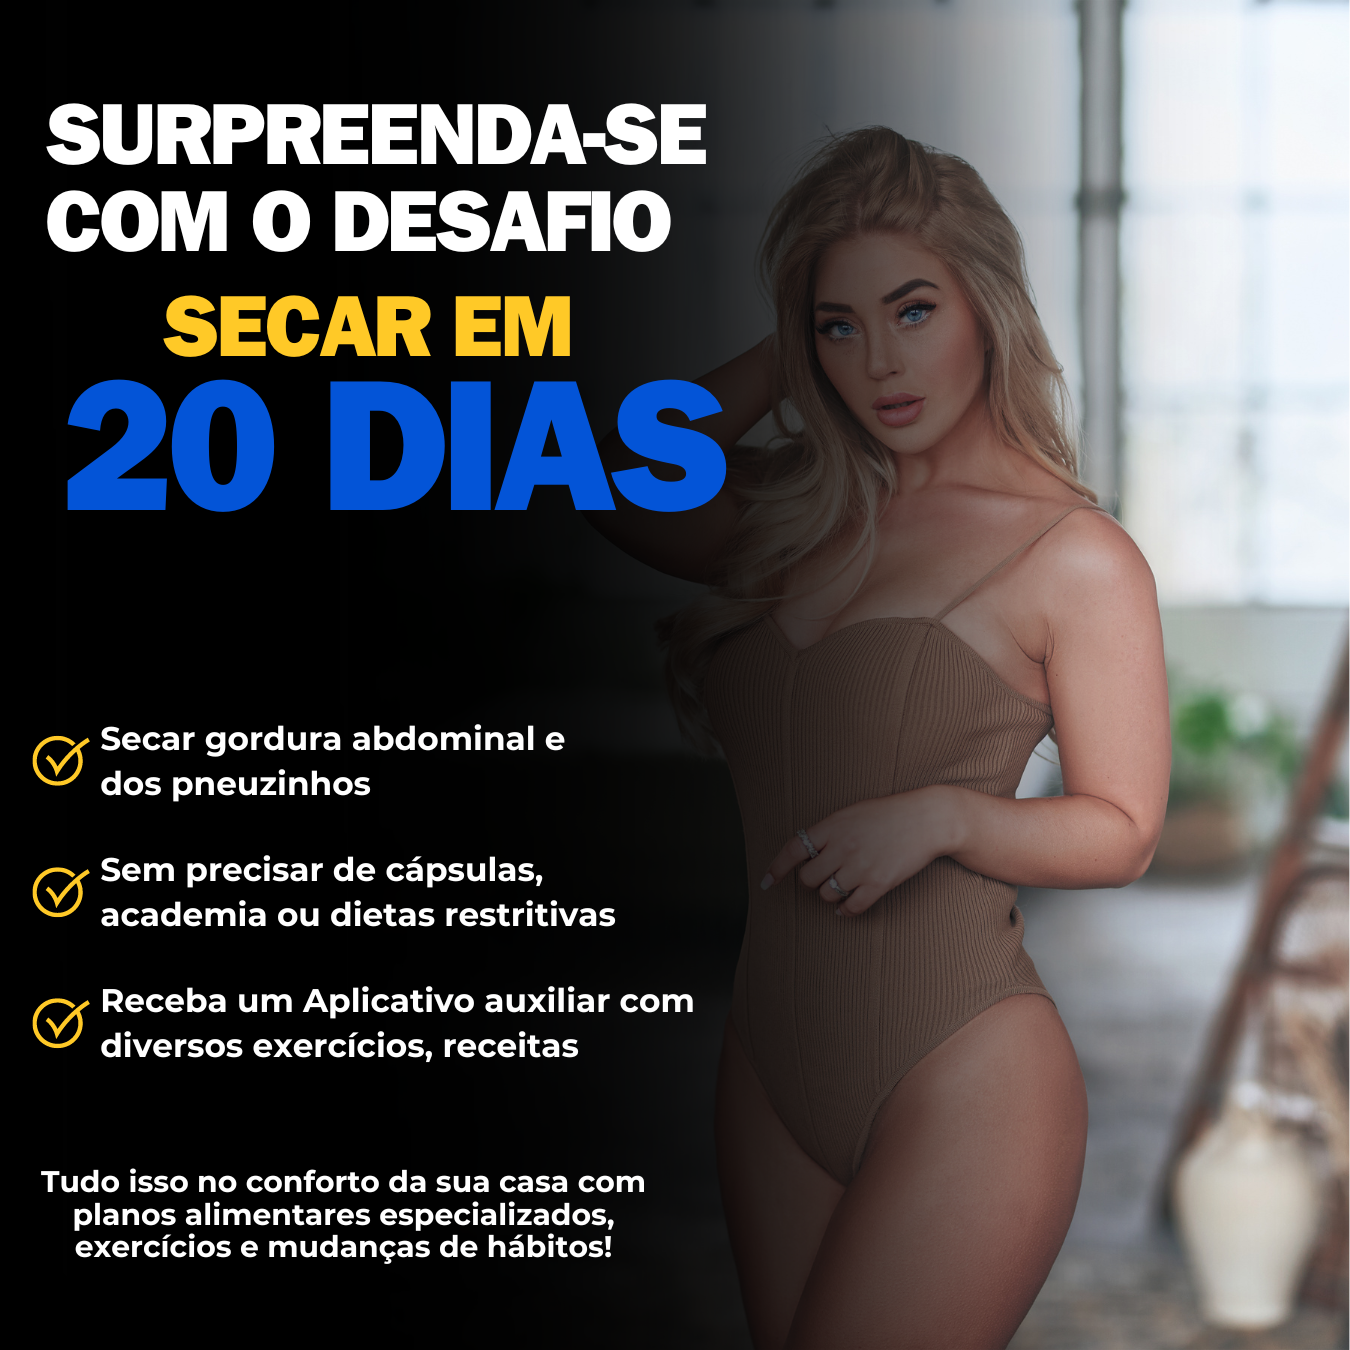 SURPREENDA-SE
COM O DESAFIO
SECAR EM
20 DIAS
Secar gordura abdominal e
dos pneuzinhos
Sem precisar de cápsulas,
academia ou dietas restritivas
Receba um Aplicativo auxiliar com
diversos exercícios, receitas
Tudo isso no conforto da sua casa com
planos alimentares especializados,
exercícios e mudanças de hábitos!